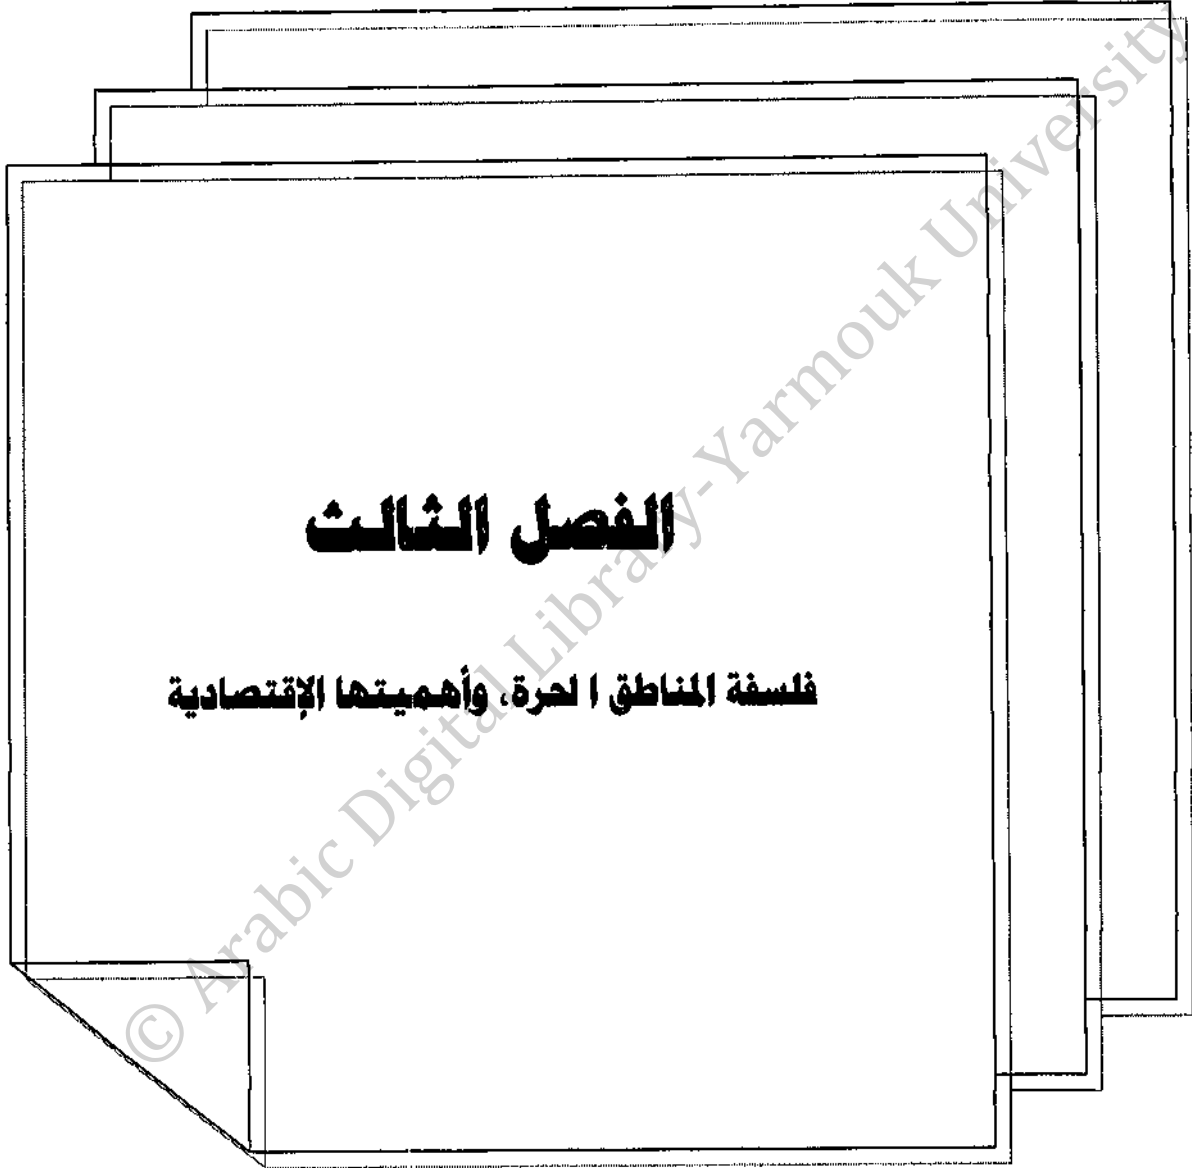 الفصل الثالث
فلسفة المناطق ا لحرة، وأهميتها الإقتصادية
© Arabic Digital Library-Yarmouk University